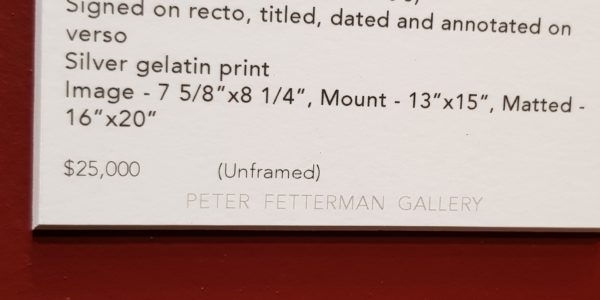 Signed on recto, titled, dated and annotated on
verso
Silver gelatin print
Image - 7 5/8"x8 1/4", Mount - 13"x15", Matted -
16"x20"
$25,000 (Unframed)
PETER FETTERMAN GALLERY